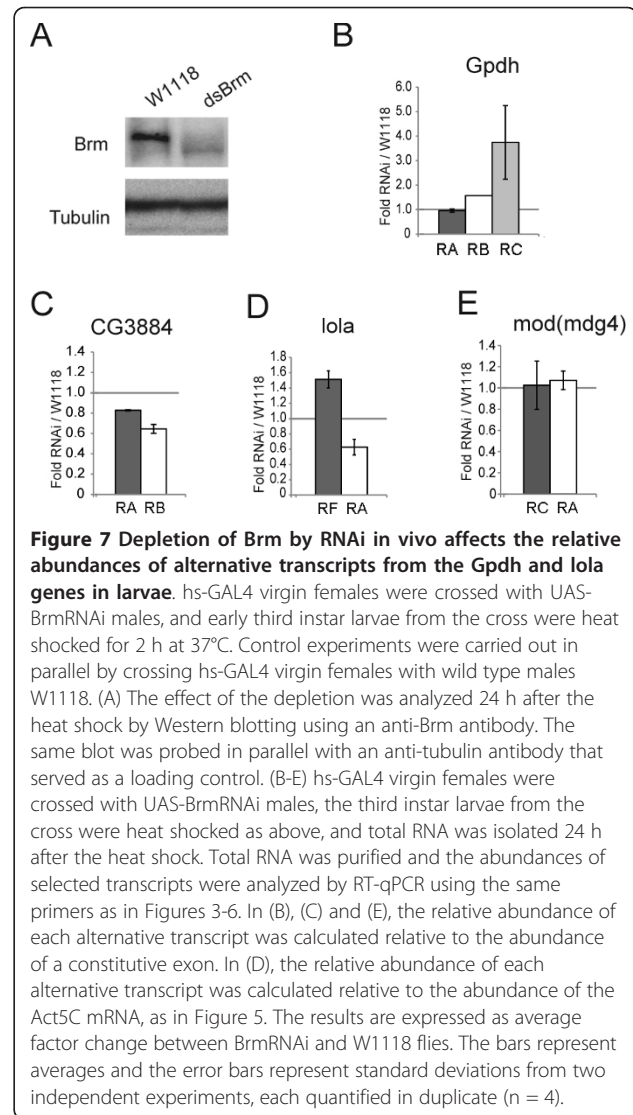 A
W1118
dsBrm
Brm
Tubulin
B
Gpdh
Fold RNAi / W1118
6.0
5.0
4.0
3.0
2.0
1.0
0
RA RB RC
C
CG3884
Fold RNAi / W1118
1.4
1.2
1
0.8
0.6
0.4
0.2
0
RA RB
D
lola
Fold RNAi / W1118
1.8
1.6
1.4
1.2
1
0.8
0.6
0.4
0.2
0
RF RA
E
mod(mdg4)
Fold RNAi / W1118
1.4
1.2
1
0.8
0.6
0.4
0.2
0
RC RA
Figure 7 Depletion of Brm by RNAi in vivo affects the relative
abundances of alternative transcripts from the Gpdh and lola
genes in larvae. hs-GAL4 virgin females were crossed with UAS-
BrmRNAi males, and early third instar larvae from the cross were heat
shocked for 2 h at 37°C. Control experiments were carried out in
parallel by crossing hs-GAL4 virgin females with wild type males
W1118. (A) The effect of the depletion was analyzed 24 h after the
heat shock by Western blotting using an anti-Brm antibody. The
same blot was probed in parallel with an anti-tubulin antibody that
served as a loading control. (B-E) hs-GAL4 virgin females were
crossed with UAS-BrmRNAi males, the third instar larvae from the
cross were heat shocked as above, and total RNA was isolated 24 h
after the heat shock. Total RNA was purified and the abundances of
selected transcripts were analyzed by RT-qPCR using the same
primers as in Figures 3-6. In (B), (C) and (E), the relative abundance of
each alternative transcript was calculated relative to the abundance
of a constitutive exon. In (D), the relative abundance of each
alternative transcript was calculated relative to the abundance of the
Act5C mRNA, as in Figure 5. The results are expressed as average
factor change between BrmRNAi and W1118 flies. The bars represent
averages and the error bars represent standard deviations from two
independent experiments, each quantified in duplicate (n = 4).